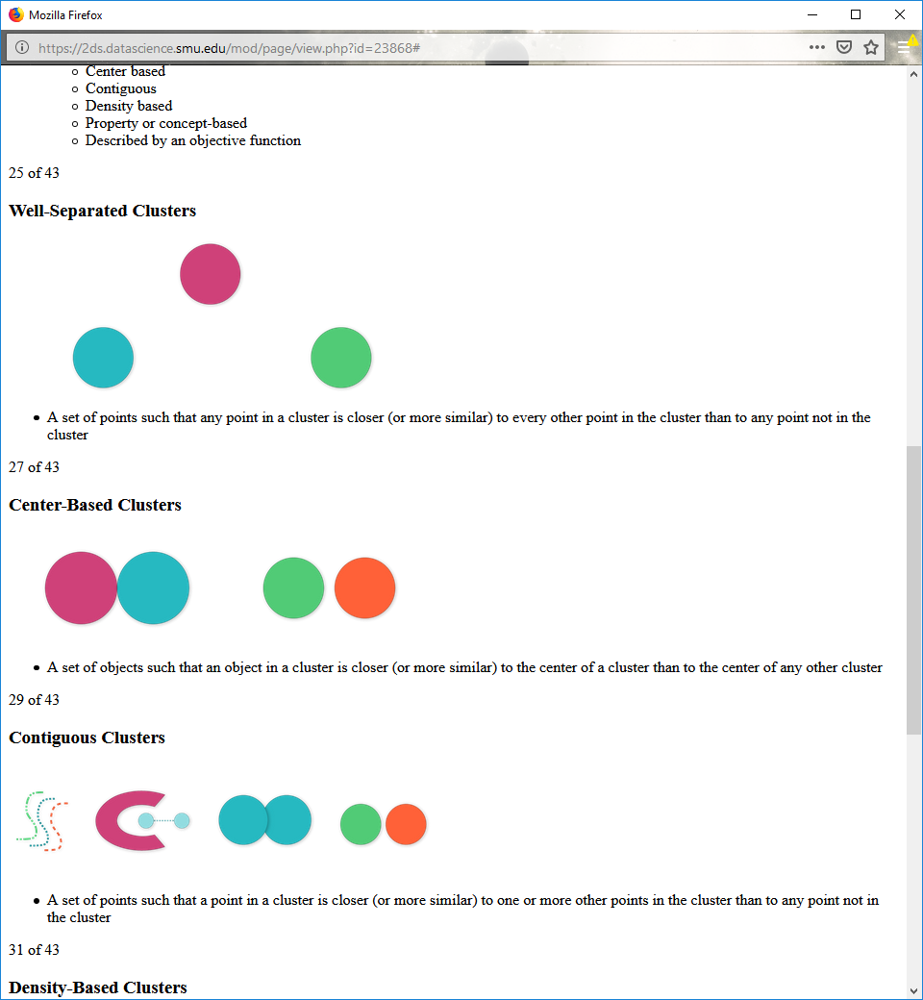 Mozilla Firefox
https://2ds.datascience.smu.edu/mod/page/view.php?id=23868#
Center based
Contiguous
Density based
Property or concept-based
Described by an objective function
25 of 43
Well-Separated Clusters
A set of points such that any point in a cluster is closer (or more similar) to every other point in the cluster than to any point not in the
cluster
27 of 43
Center-Based Clusters
A set of objects such that an object in a cluster is closer (or more similar) to the center of a cluster than to the center of any other cluster
29 of 43
Contiguous Clusters
A set of points such that a point in a cluster is closer (or more similar) to one or more other points in the cluster than to any point not in
the cluster
31 of 43
Density-Based Clusters